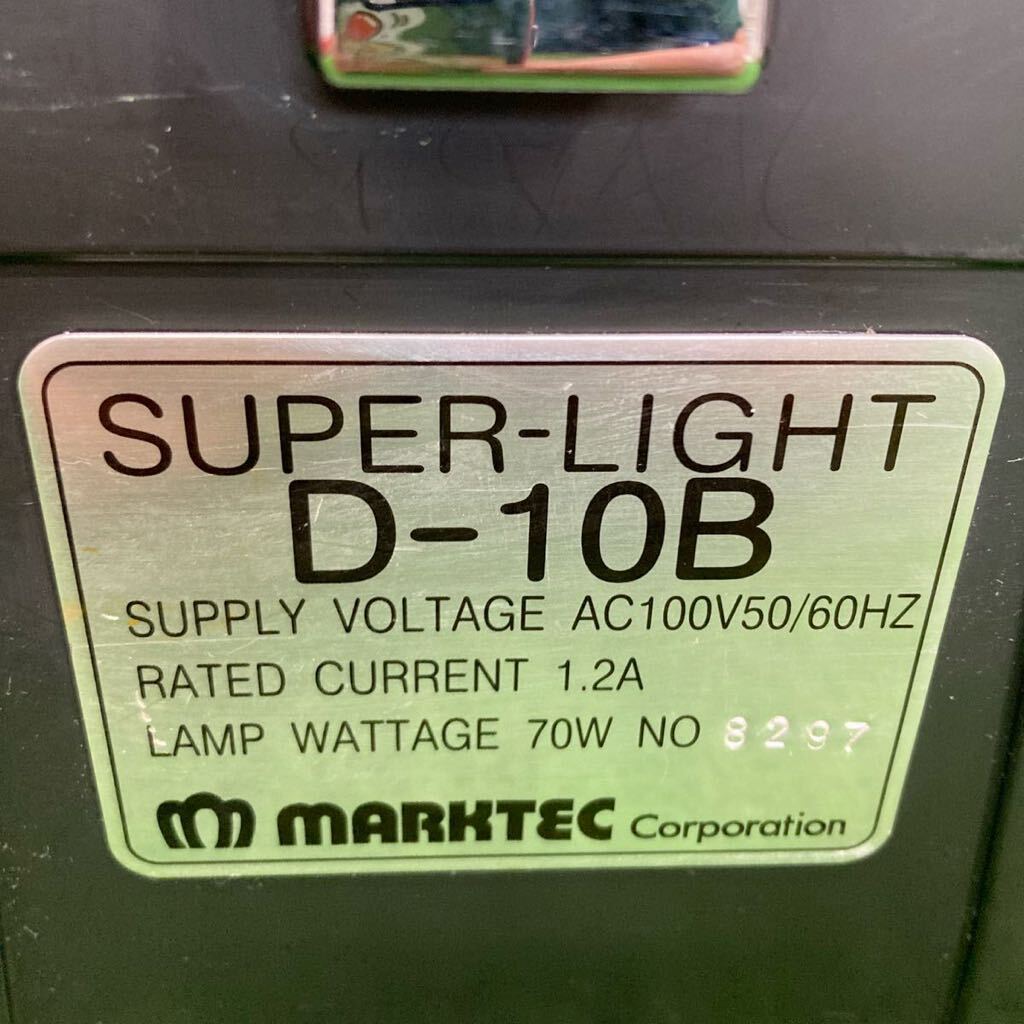 SUPER-LIGHT
D-10B
SUPPLY VOLTAGE AC100V50/60HZ
RATED CURRENT 1.2A
LAMP WATTAGE 70W NO 8297
MARKTEC Corporation